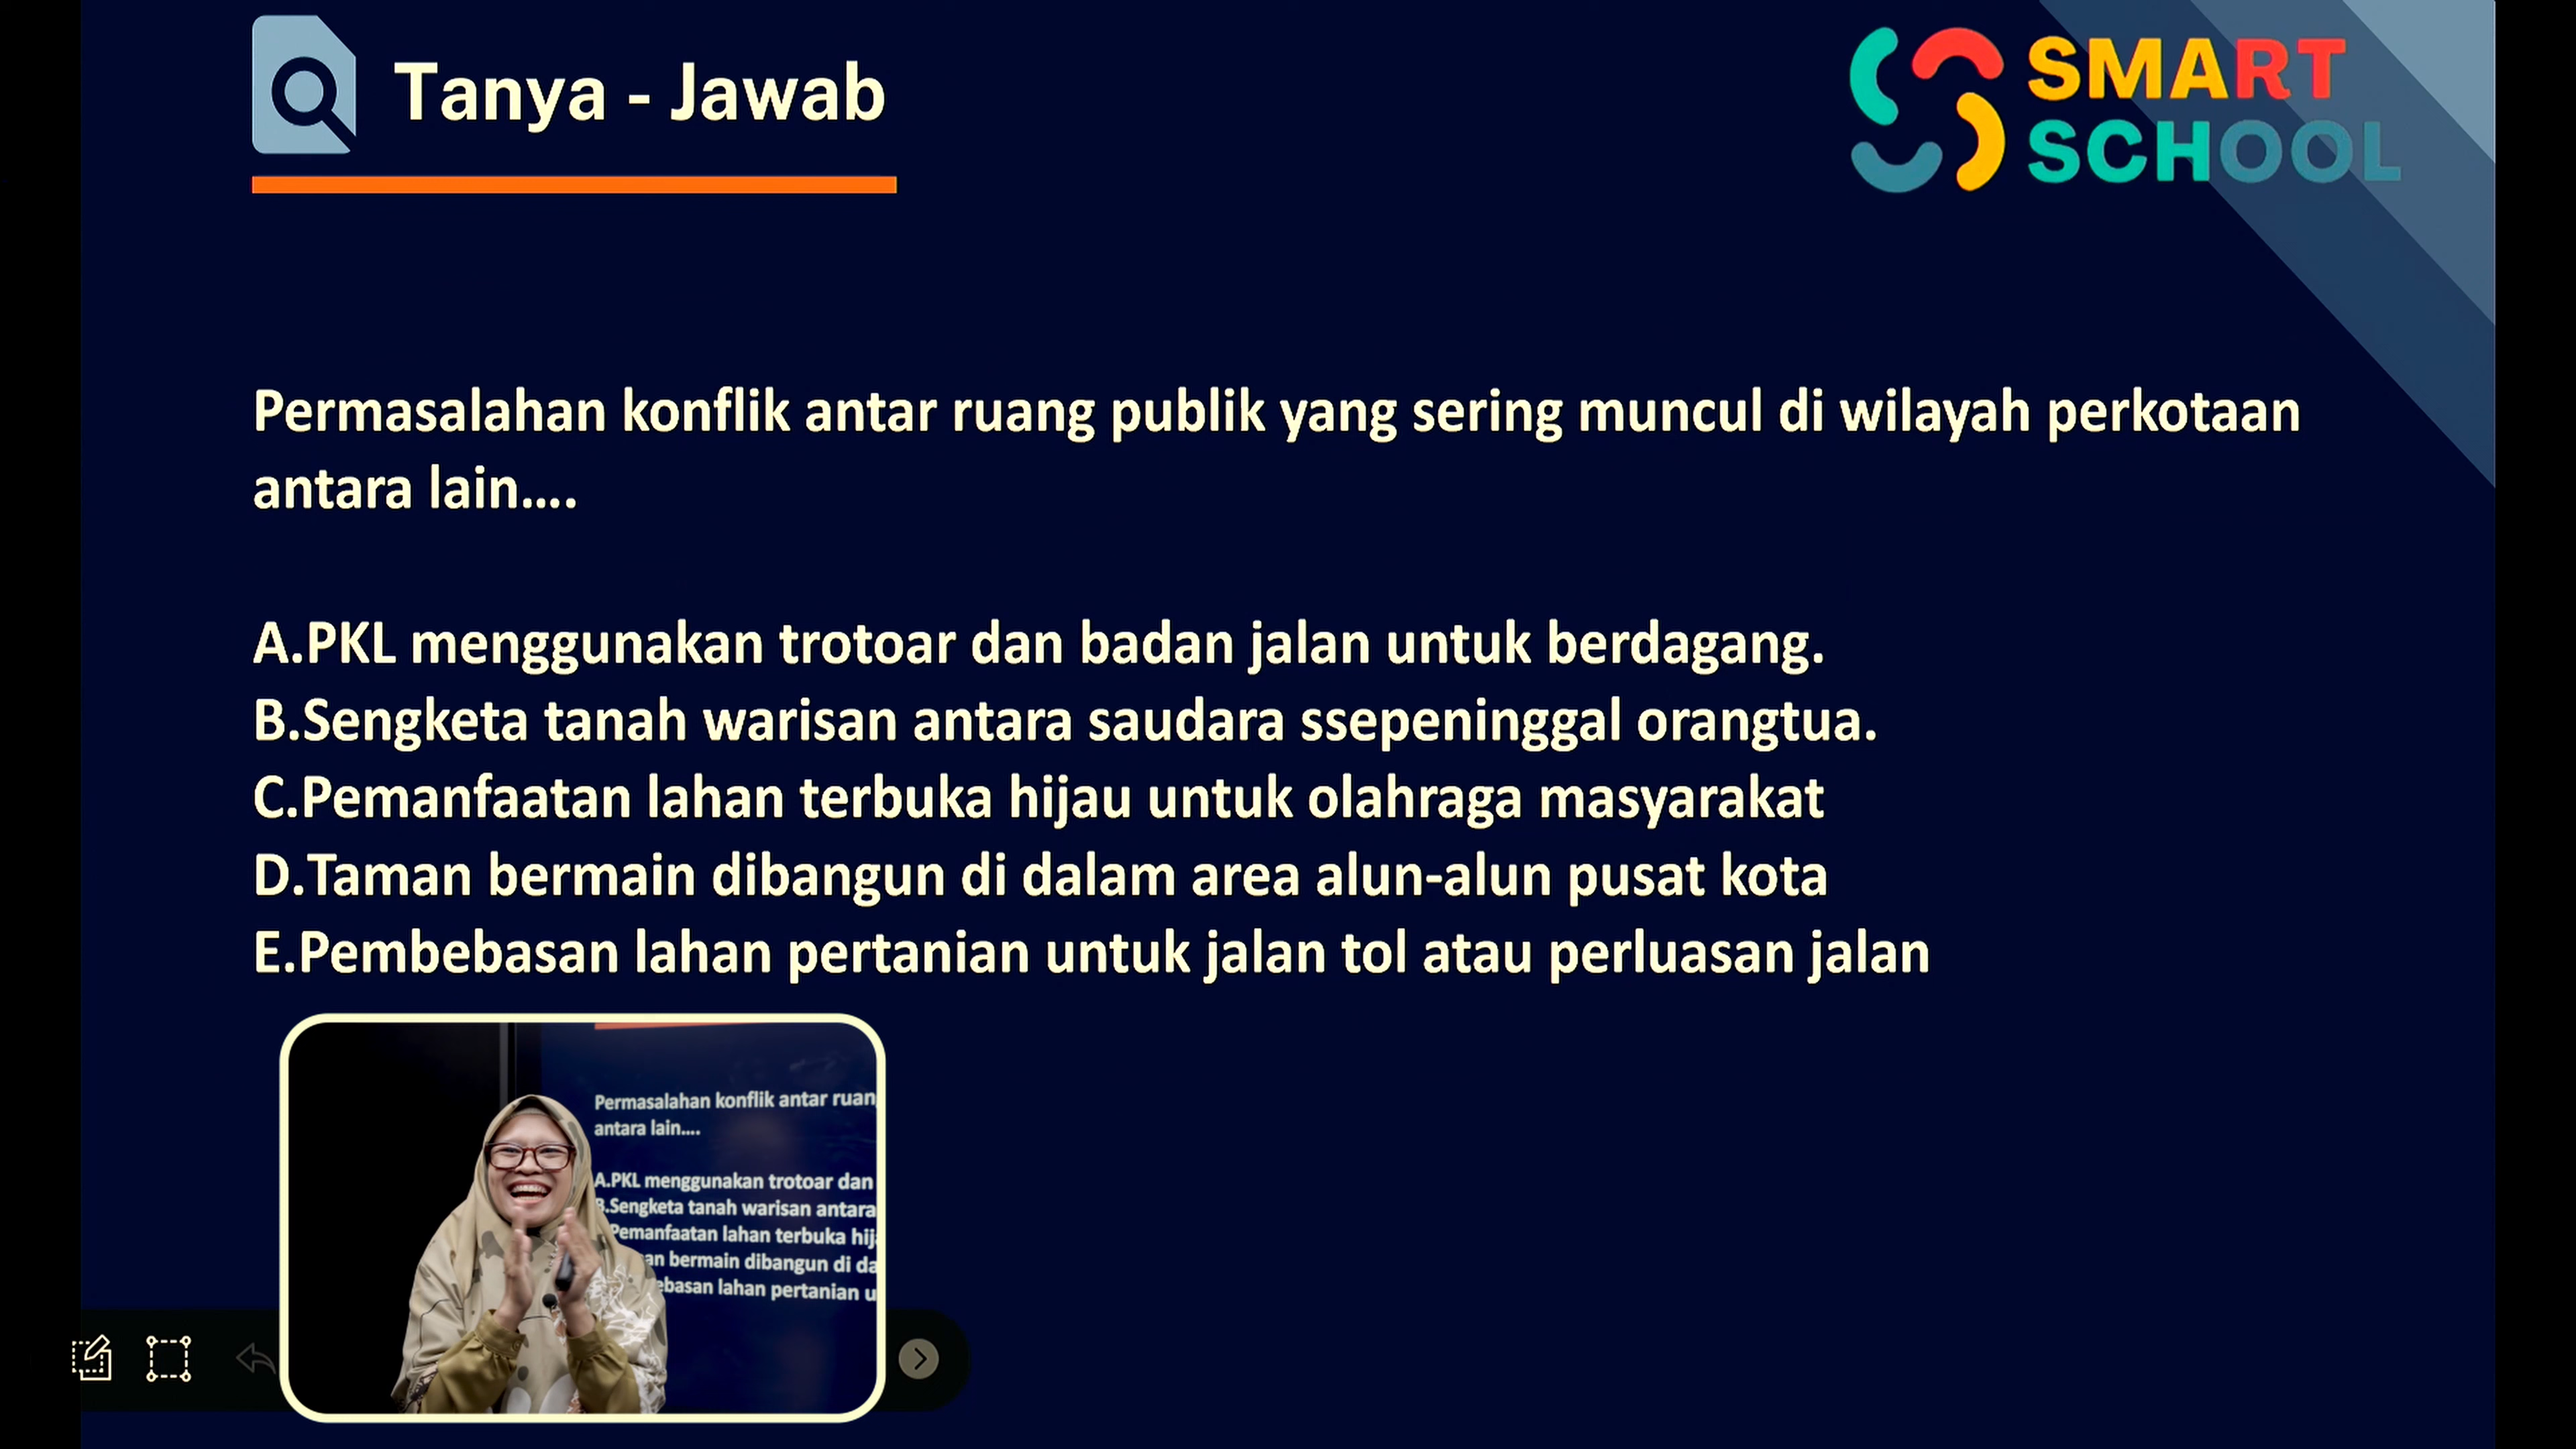 Tanya - Jawab
SMART
SCHOOL
Permasalahan konflik antar ruang publik yang sering muncul di wilayah perkotaan
antara lain....
A.PKL menggunakan trotoar dan badan jalan untuk berdagang.
B.Sengketa tanah warisan antara saudara ssepeninggal orangtua.
C.Pemanfaatan lahan terbuka hijau untuk olahraga masyarakat
D.Taman bermain dibangun di dalam area alun-alun pusat kota
E.Pembebasan lahan pertanian untuk jalan tol atau perluasan jalan
Permasalahan konflik antar ruan
antara lain....
A.PKL menggunakan trotoar dan
B.Sengketa tanah warisan antara
Pemanfaatan lahan terbuka hij
an bermain dibangun di da
ebasan lahan pertanian u